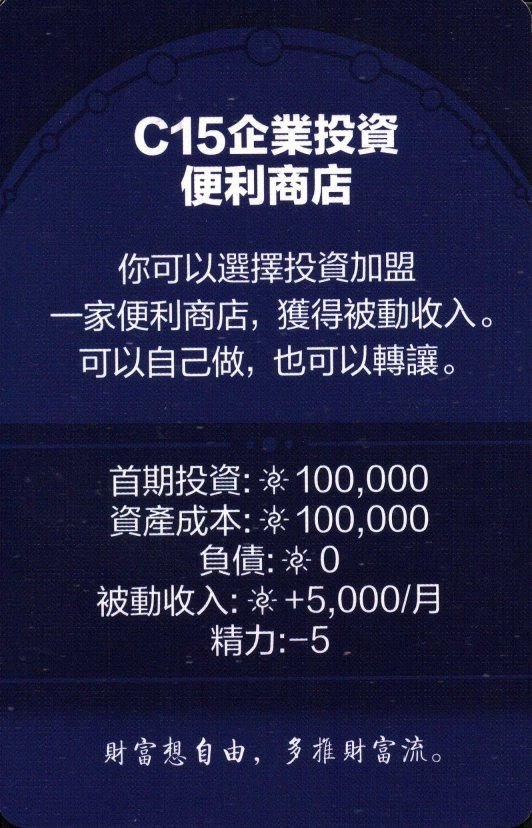 C15企業投資
便利商店
你可以選擇投資加盟
一家便利商店，獲得被動收入。
可以自己做，也可以轉讓。
首期投資: 100,000
資產成本: 100,000
負債: 0
被動收入: +5,000/月
精力:−5
財富想自由，多推財富流。